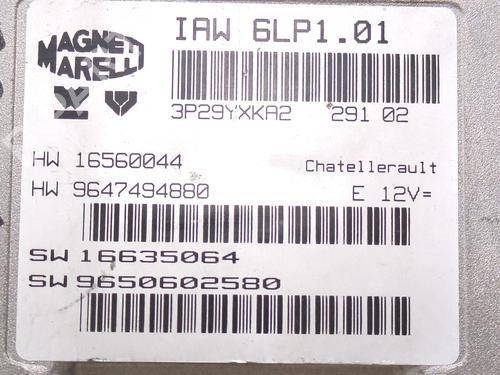 MAGNETI
MARELLI
IAW 6LP1.01
3P29YXKA2 291 02
HW 16560044
Chatellerault
HW 9647494880
E 12V=
SW 16635064
SW 9650602580